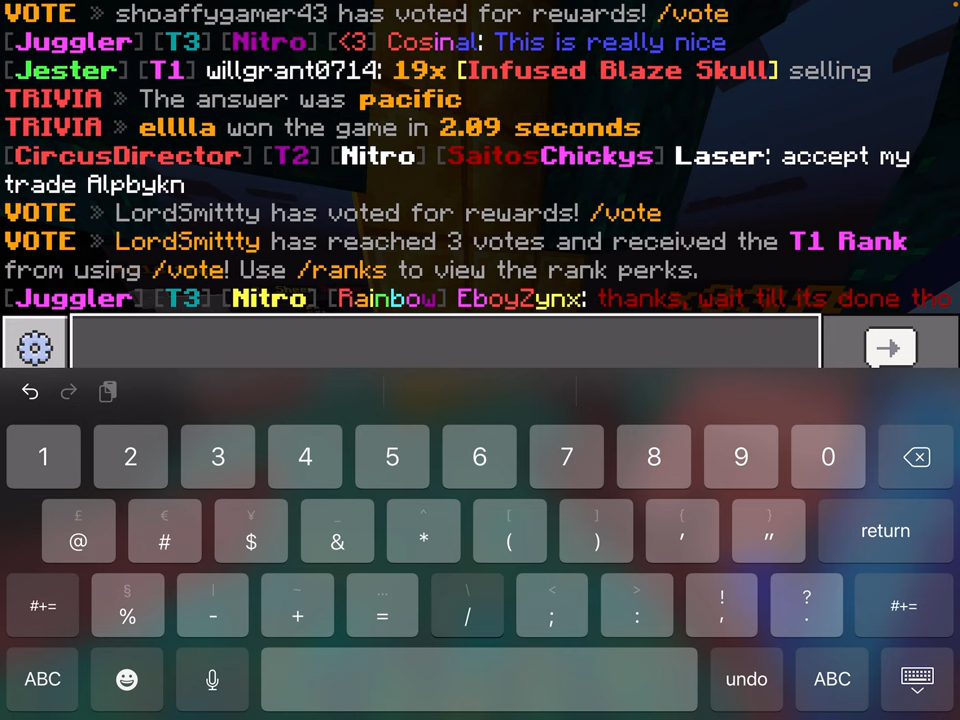 VOTE » shoaffygamer43 has voted for rewards! /vote
[Juggler] [T3] [Nitro] [<3] Cosinal: This is really nice
[Jester] [T1] willgrant0714: 19x [Infused Blaze Skull] selling
TRIVIA » The answer was pacific
TRIVIA » elllla won the game in 2.09 seconds
[CircusDirector] [T2] [Nitro] [SaitosChickys] Laser: accept my
trade Alpbykn
VOTE » LordSmittty has voted for rewards! /vote
VOTE » LordSmittty has reached 3 votes and received the T1 Rank
from using /vote! Use /ranks to view the rank perks.
[Juggler] [T3] [Nitro] [Rainbow] EboyZynx: thanks, wait till its done tho
1 2 3 4 5 6 7 8 9 0
£ € ¥ _ ^ [ ] { }
@ # $ & * ( ) ' " return
§ | ~ … \ < > ! ?
#+= % - + = / ; : , . #+=
ABC undo ABC